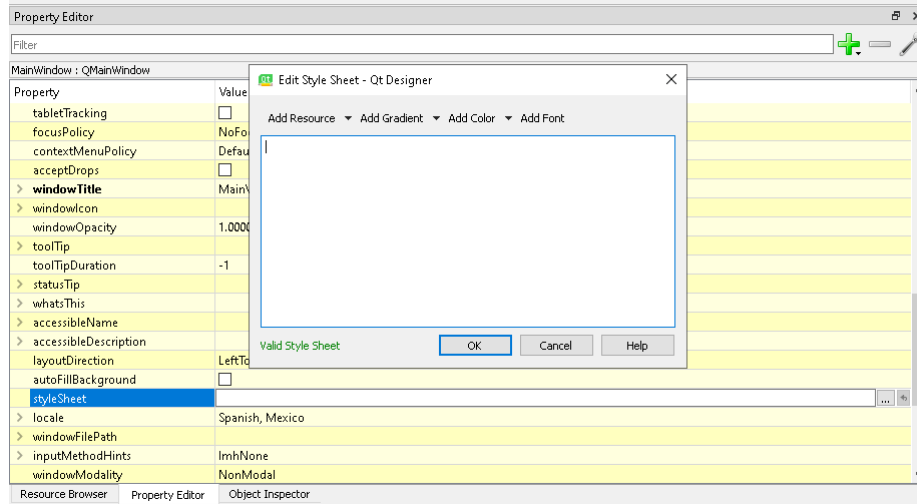 Property Editor
Filter
MainWindow : QMainWindow
Property Value
tabletTracking
focusPolicy NoFo
contextMenuPolicy Defau
acceptDrops
windowTitle Main
windowIcon
windowOpacity 1.0000
toolTip
toolTipDuration -1
statusTip
whatsThis
accessibleName
accessibleDescription
layoutDirection LeftTo
autoFillBackground
styleSheet ...
locale Spanish, Mexico
windowFilePath
inputMethodHints ImhNone
windowModality NonModal
Resource Browser Property Editor Object Inspector
Qt Edit Style Sheet - Qt Designer
Add Resource Add Gradient Add Color Add Font
Valid Style Sheet OK Cancel Help